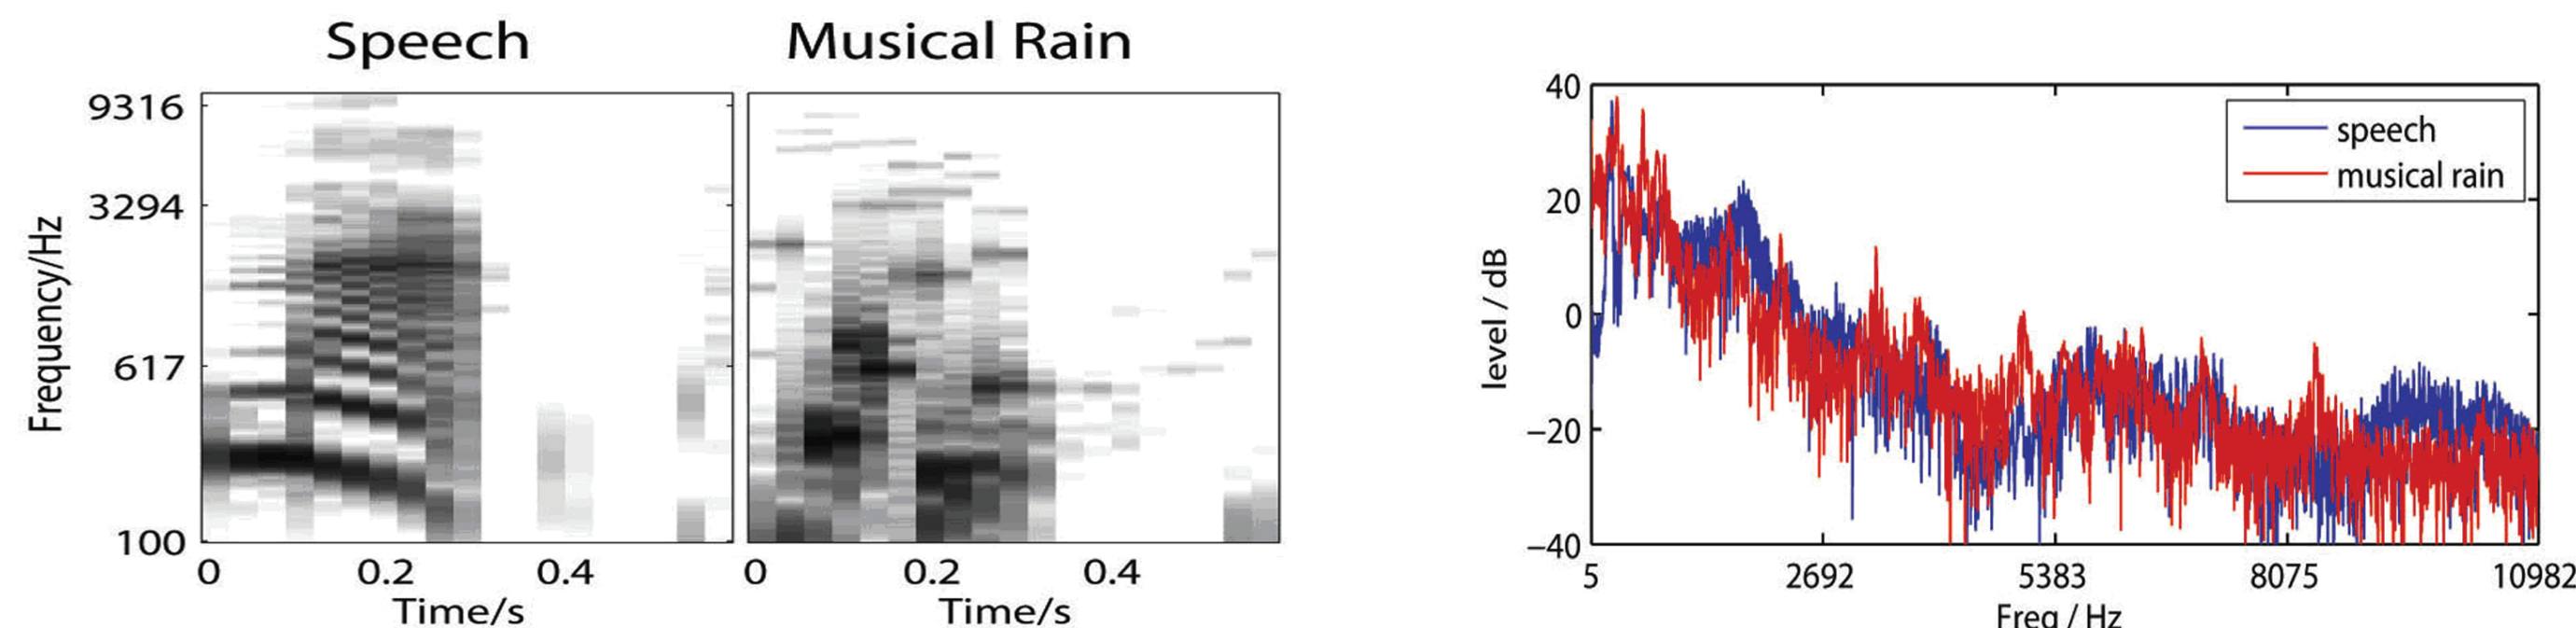 Speech
Musical Rain
Frequency/Hz
9316
3294
617
100
0
0.2
0.4
Time/s
0
0.2
0.4
Time/s
level / dB
40
20
0
−20
−40
speech
musical rain
5
2692
5383
8075
10982
Freq / Hz